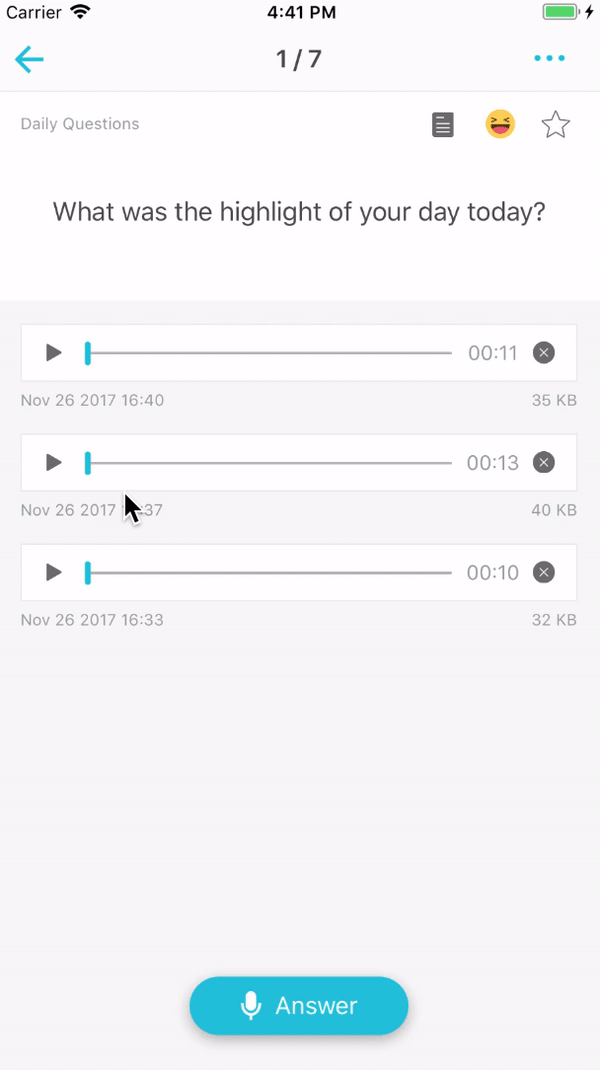 Carrier 4:41 PM
1 / 7
Daily Questions
What was the highlight of your day today?
00:11
Nov 26 2017 16:40 35 KB
00:13
Nov 26 2017 37 40 KB
00:10
Nov 26 2017 16:33 32 KB
Answer